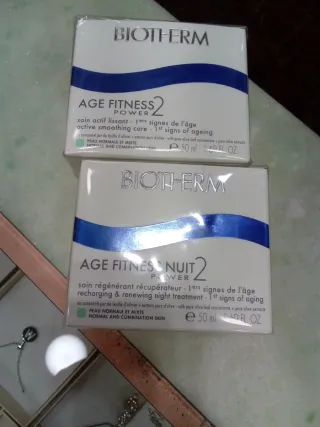 BIOTHERM
AGE FITNESS 2
POWER
soin actif lissant - 1ers signes de l'âge
active smoothing care - 1st signs of ageing
PEAU NORMALE ET MIXTE
NORMAL AND COMBINATION SKIN
e 50 ml
BIOTHERM
AGE FITNESS NUIT 2
POWER
soin régénérant récupérateur - 1ers signes de l'âge
recharging & renewing night treatment - 1st signs of aging
PEAU NORMALE ET MIXTE
NORMAL AND COMBINATION SKIN
e 50 ml